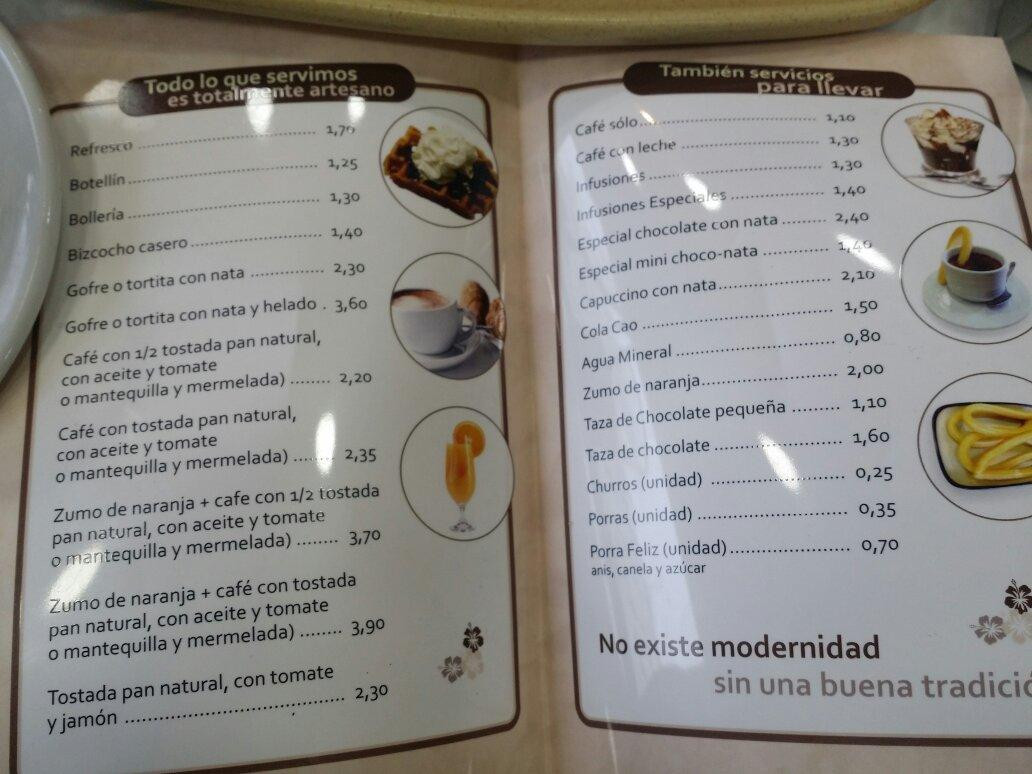 Todo lo que servimos
es totalmente artesano
Refresco ........ 1,70
Botellín ........ 1,25
Bollería ........ 1,30
Bizcocho casero ........ 1,40
Gofre o tortita con nata ........ 2,30
Gofre o tortita con nata y helado . 3,60
Café con 1/2 tostada pan natural,
con aceite y tomate
o mantequilla y mermelada) ........ 2,20
Café con tostada pan natural,
con aceite y tomate
o mantequilla y mermelada) ........ 2,35
Zumo de naranja + cafe con 1/2 tostada
pan natural, con aceite y tomate
o mantequilla y mermelada) ........ 3,70
Zumo de naranja + café con tostada
pan natural, con aceite y tomate
o mantequilla y mermelada) ........ 3,90
Tostada pan natural, con tomate
y jamón ........ 2,30
También servicios
para llevar
Café sólo ........ 1,10
Café con leche ........ 1,30
Infusiones ........ 1,30
Infusiones Especiales ........ 1,40
Especial chocolate con nata ........ 2,40
Especial mini choco-nata ........ 1,40
Capuccino con nata ........ 2,10
Cola Cao ........ 1,50
Agua Mineral ........ 0,80
Zumo de naranja ........ 2,00
Taza de Chocolate pequeña ........ 1,10
Taza de chocolate ........ 1,60
Churros (unidad) ........ 0,25
Porras (unidad) ........ 0,35
Porra Feliz (unidad) ........ 0,70
anis, canela y azúcar
No existe modernidad
sin una buena tradició